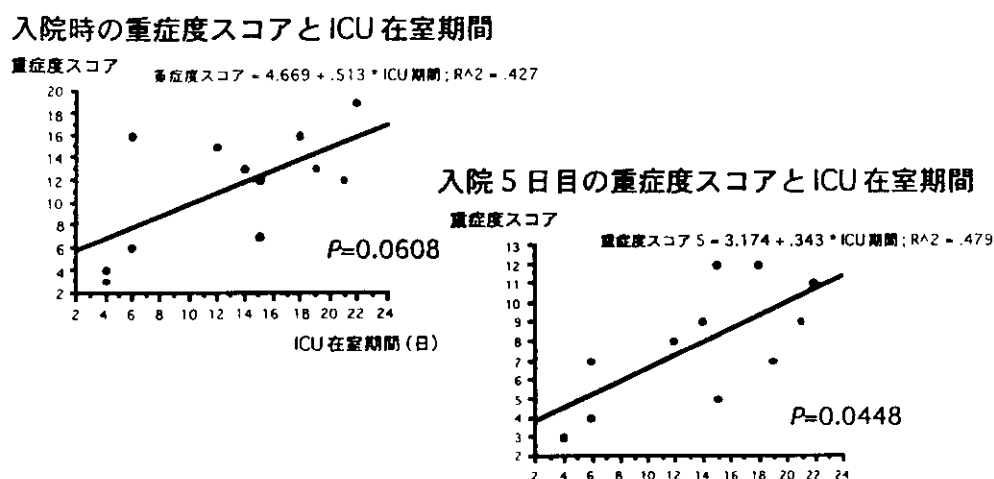 入院時の重症度スコアとICU在室期間
重症度スコア
重症度スコア = 4.669 + .513 * ICU期間 ; R^2 = .427
20
18
16
14
12
10
8
6
4
2
P=0.0608
2 4 6 8 10 12 14 16 18 20 22 24
ICU在室期間（日）
入院5日目の重症度スコアとICU在室期間
重症度スコア
重症度スコア 5 = 3.174 + .343 * ICU期間 ; R^2 = .479
13
12
11
10
9
8
7
6
5
4
3
2
P=0.0448
2 4 6 8 10 12 14 16 18 20 22 24